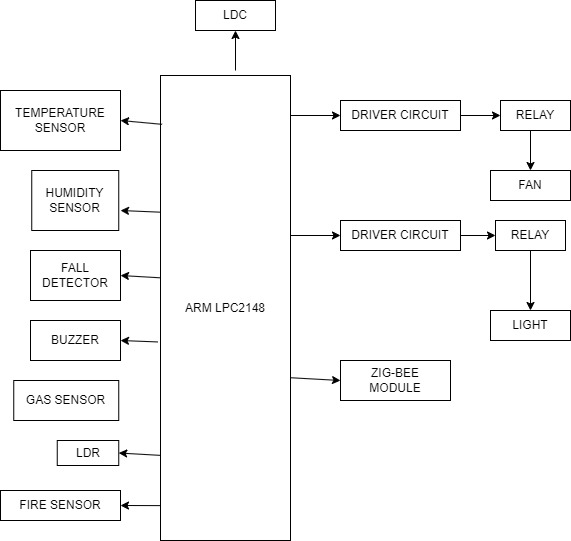 LDC
TEMPERATURE
SENSOR
DRIVER CIRCUIT
RELAY
HUMIDITY
SENSOR
FAN
DRIVER CIRCUIT
RELAY
FALL
DETECTOR
ARM LPC2148
LIGHT
BUZZER
ZIG-BEE
MODULE
GAS SENSOR
LDR
FIRE SENSOR